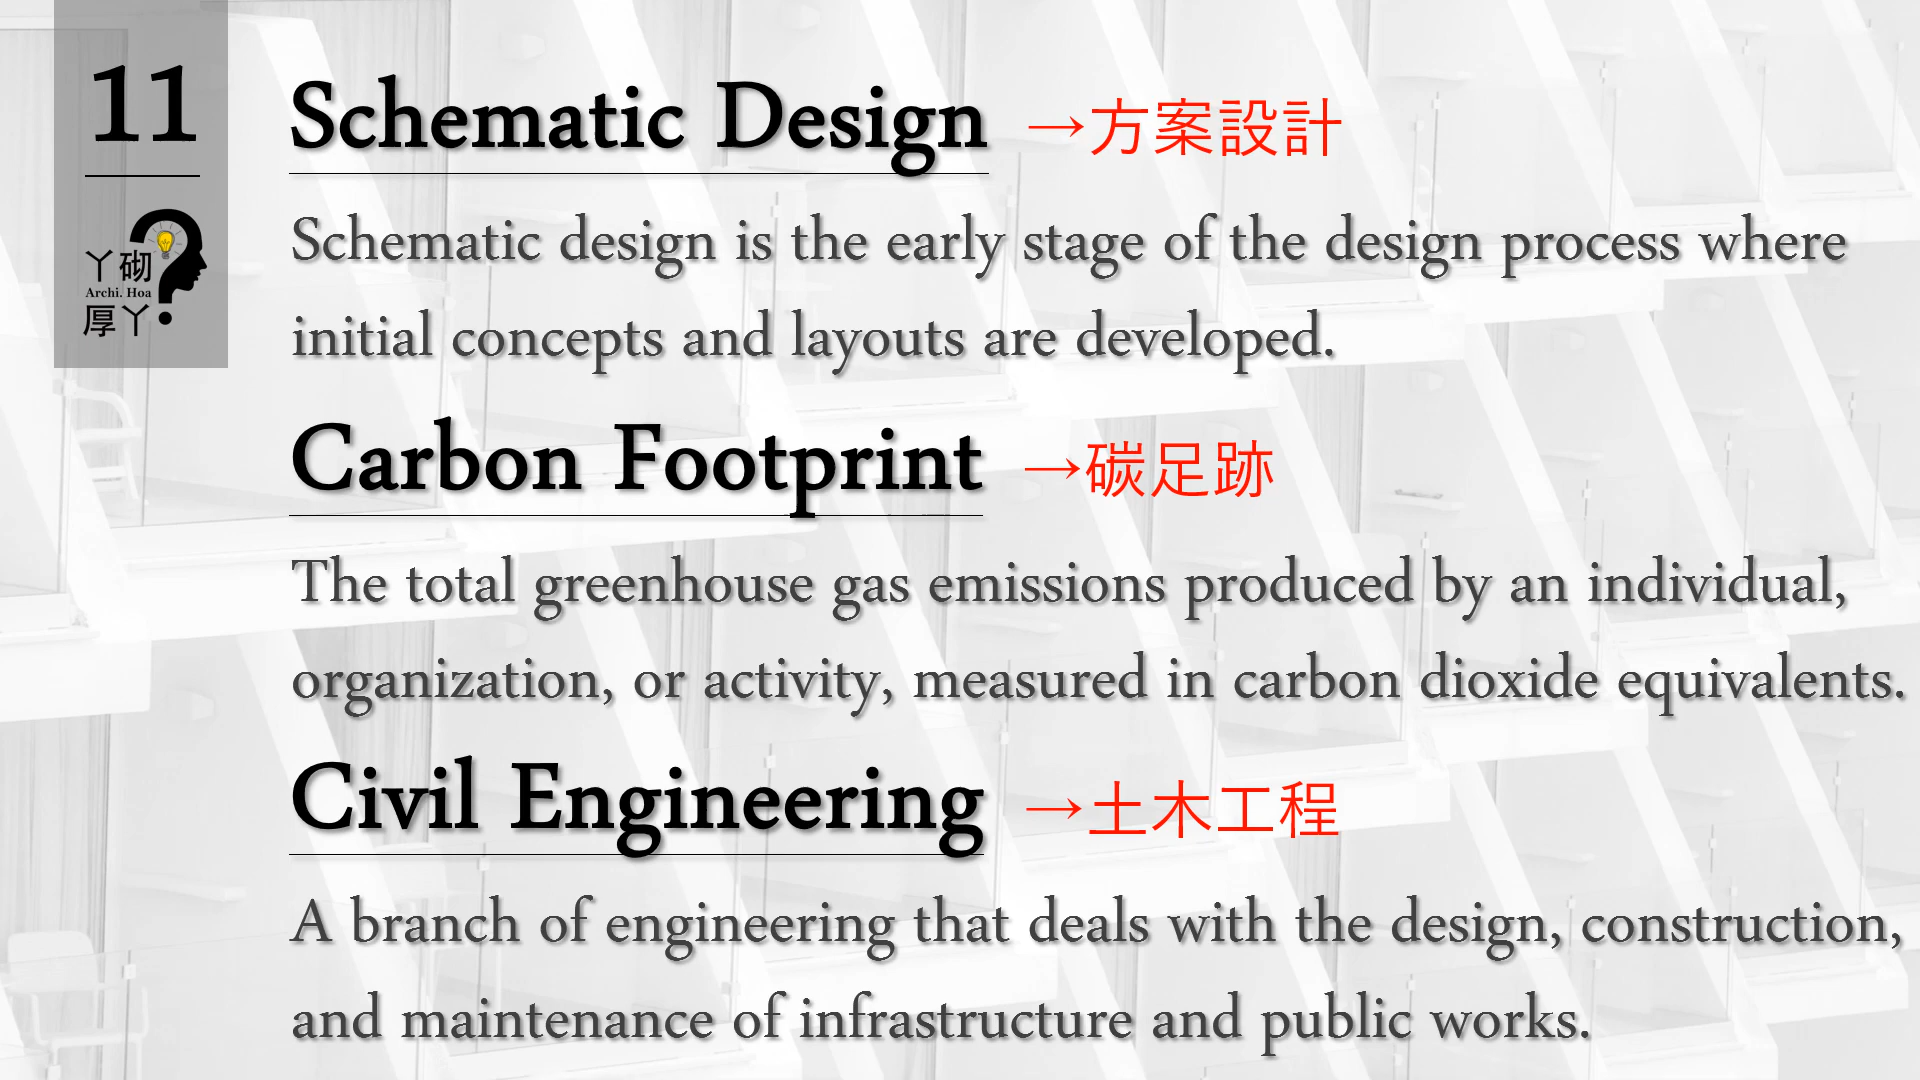 11
丫砌
Archi. Hoa
厚丫
Schematic Design →方案設計
Schematic design is the early stage of the design process where
initial concepts and layouts are developed.
Carbon Footprint →碳足跡
The total greenhouse gas emissions produced by an individual,
organization, or activity, measured in carbon dioxide equivalents.
Civil Engineering →土木工程
A branch of engineering that deals with the design, construction,
and maintenance of infrastructure and public works.